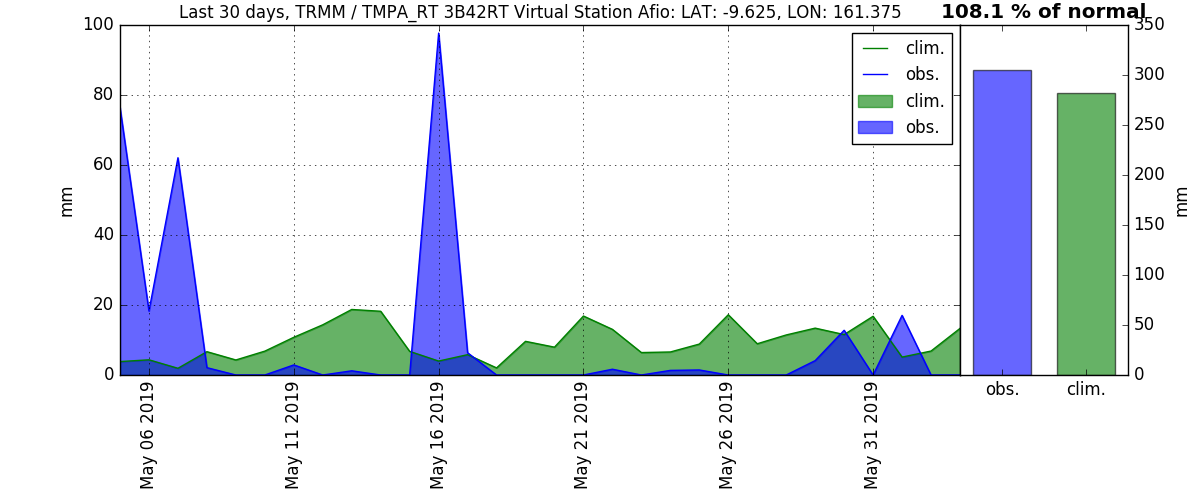 Last 30 days, TRMM / TMPA_RT 3B42RT Virtual Station Afio: LAT: -9.625, LON: 161.375
108.1 % of normal
100
80
60
40
20
0
mm
clim.
obs.
clim.
obs.
May 06 2019
May 11 2019
May 16 2019
May 21 2019
May 26 2019
May 31 2019
350
300
250
200
150
100
50
0
mm
obs.
clim.